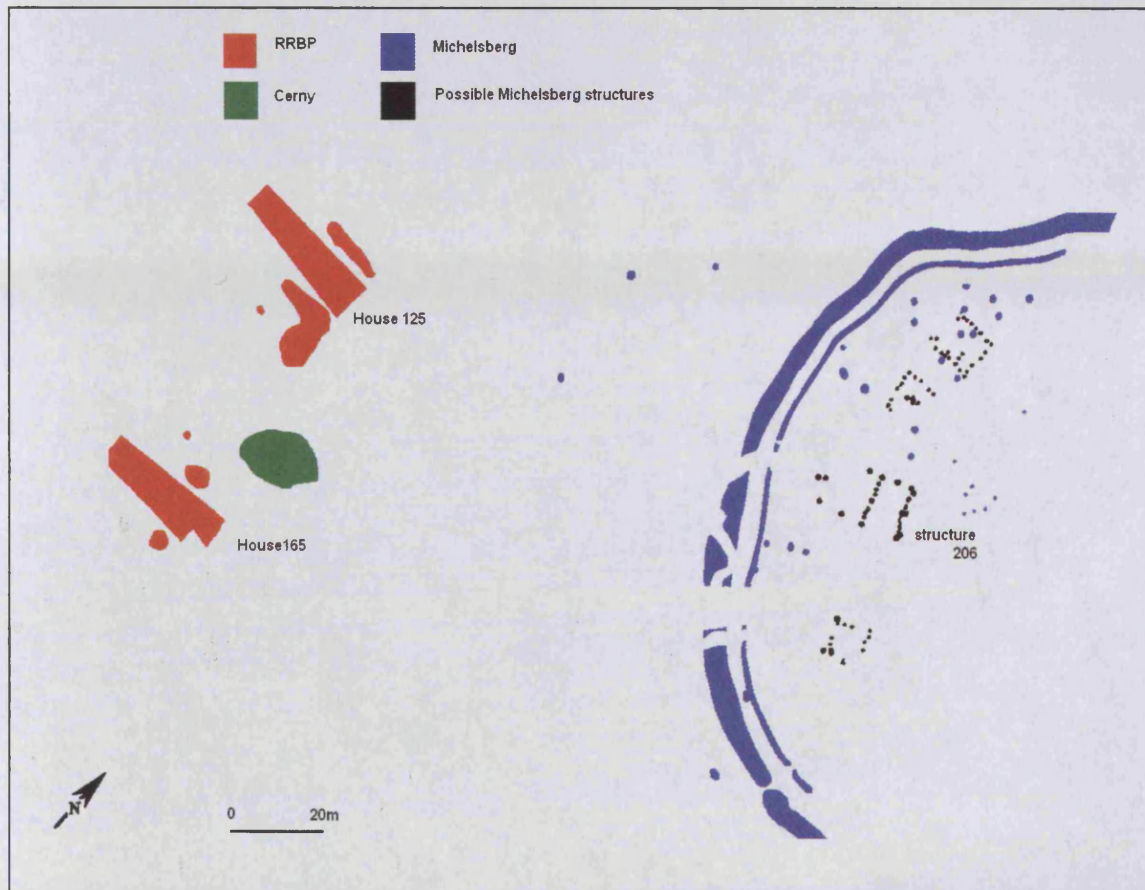 RRBP
Michelsberg
Cerny
Possible Michelsberg structures
House 125
House165
structure
206
N
0 20m